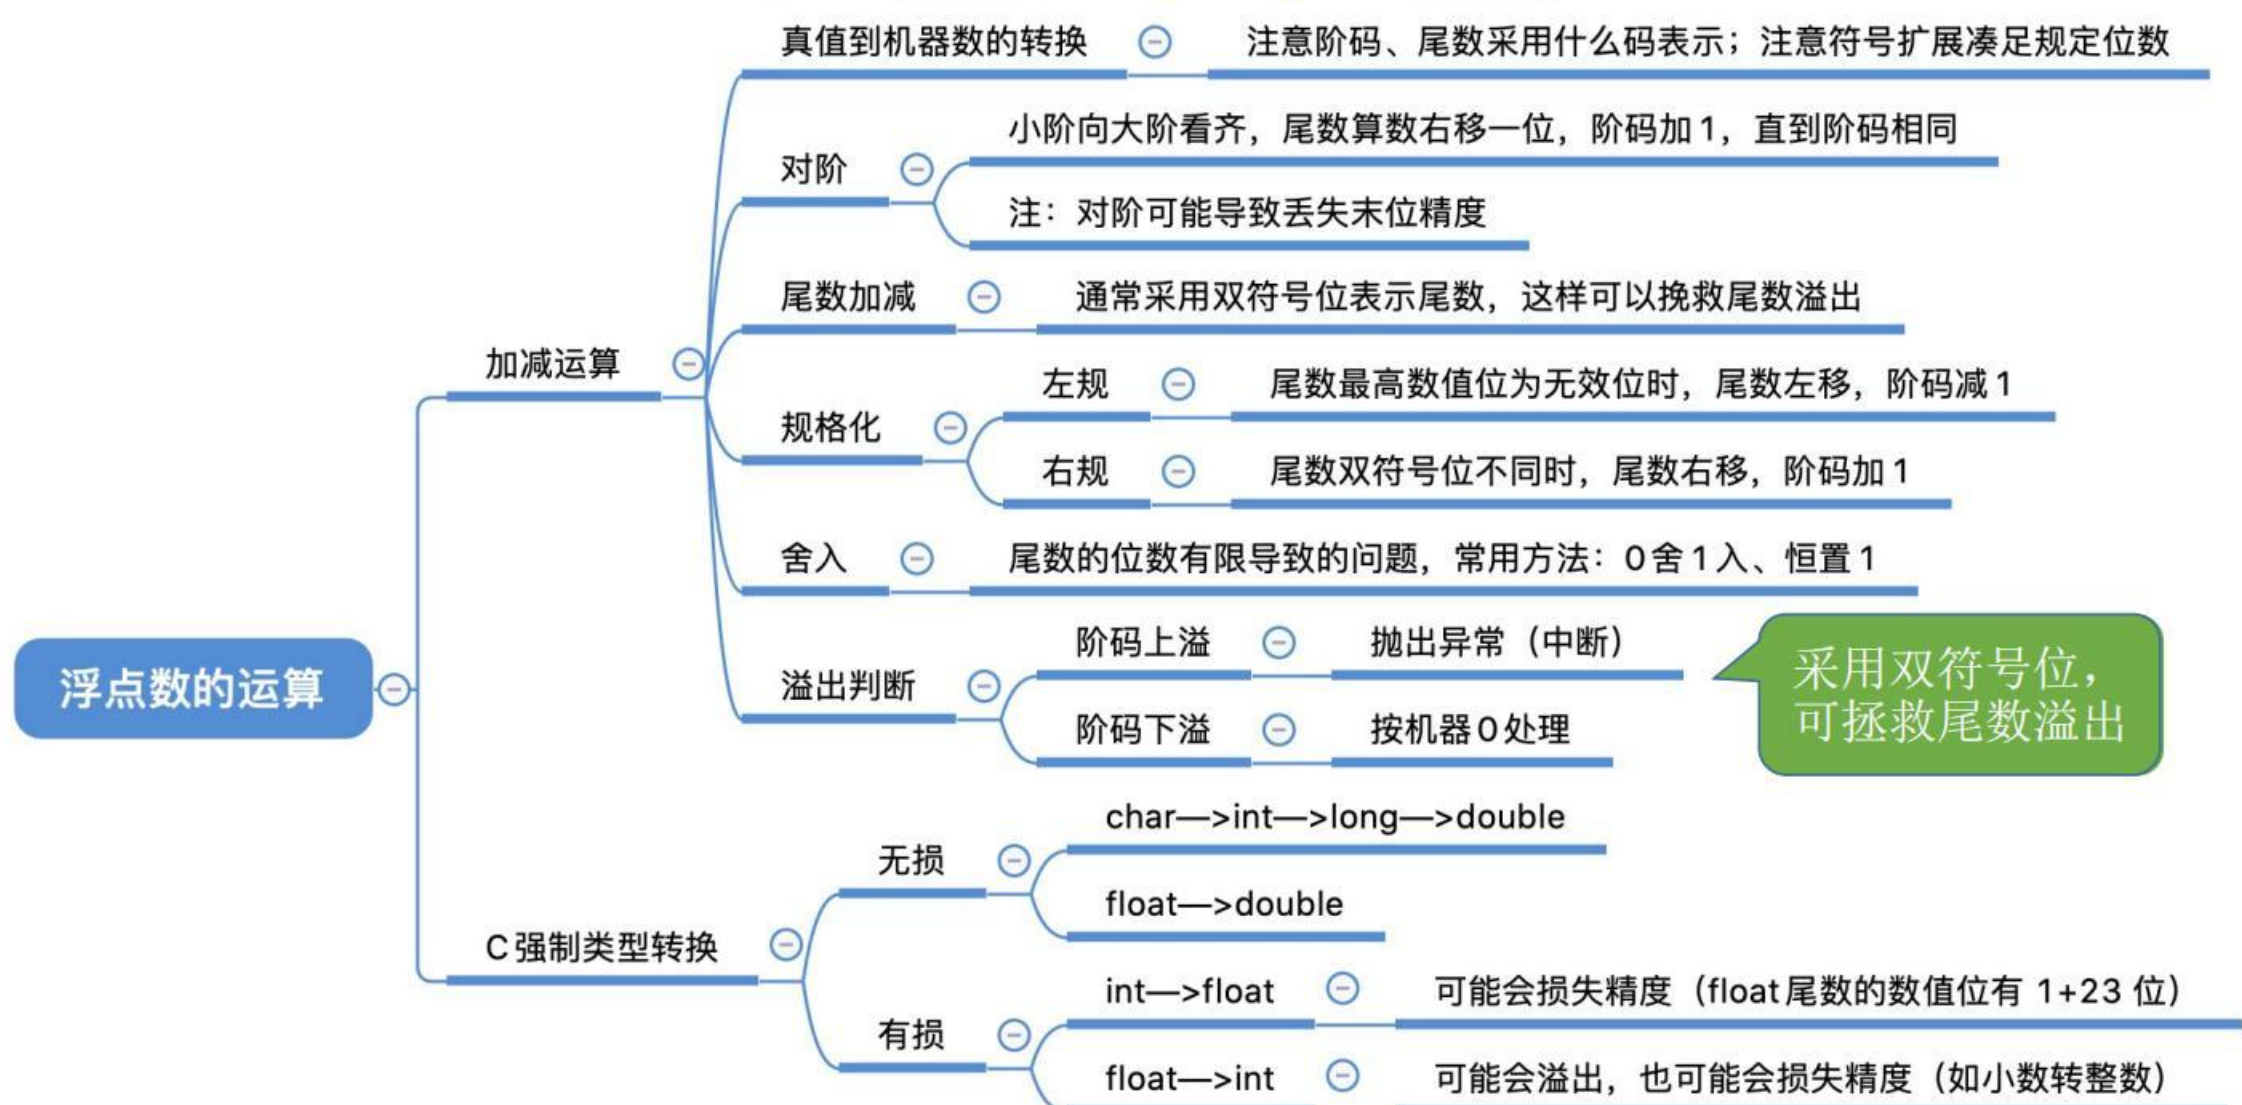 真值到机器数的转换
注意阶码、尾数采用什么码表示；注意符号扩展凑足规定位数
对阶
小阶向大阶看齐，尾数算数右移一位，阶码加1，直到阶码相同
注：对阶可能导致丢失末位精度
尾数加减
通常采用双符号位表示尾数，这样可以挽救尾数溢出
加减运算
规格化
左规
尾数最高数值位为无效位时，尾数左移，阶码减1
右规
尾数双符号位不同时，尾数右移，阶码加1
舍入
尾数的位数有限导致的问题，常用方法：0舍1入、恒置1
浮点数的运算
溢出判断
阶码上溢
抛出异常（中断）
阶码下溢
按机器0处理
采用双符号位，
可拯救尾数溢出
C强制类型转换
无损
char—>int—>long—>double
float—>double
有损
int—>float
可能会损失精度（float尾数的数值位有 1+23 位）
float—>int
可能会溢出，也可能会损失精度（如小数转整数）